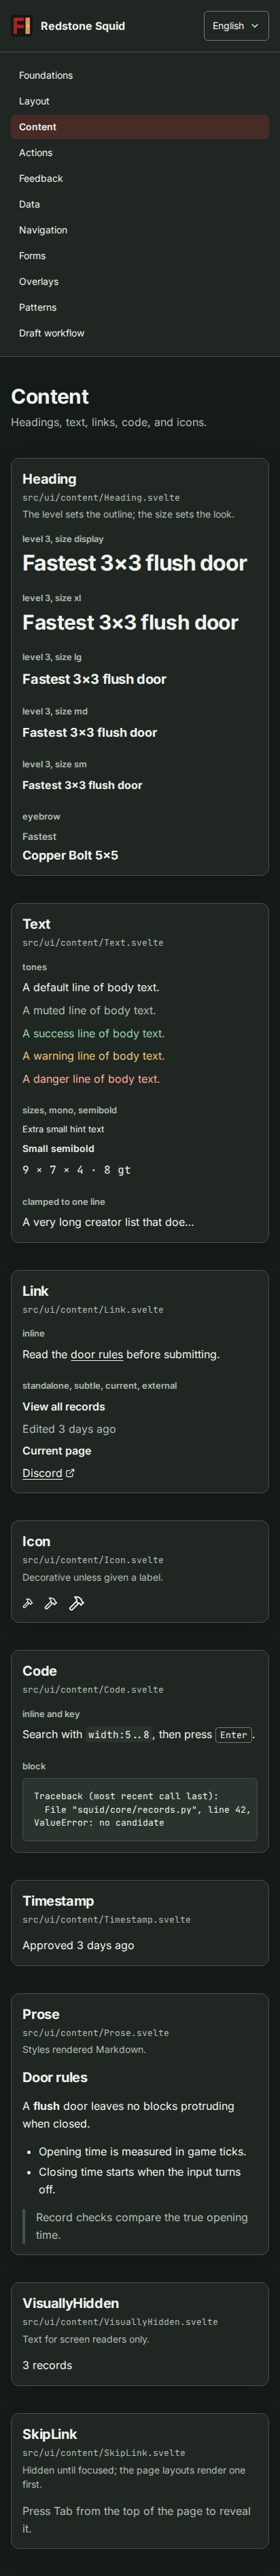 Redstone Squid
English
Foundations
Layout
Content
Actions
Feedback
Data
Navigation
Forms
Overlays
Patterns
Draft workflow
Content
Headings, text, links, code, and icons.
Heading
src/ui/content/Heading.svelte
The level sets the outline; the size sets the look.
level 3, size display
Fastest 3×3 flush door
level 3, size xl
Fastest 3×3 flush door
level 3, size lg
Fastest 3×3 flush door
level 3, size md
Fastest 3×3 flush door
level 3, size sm
Fastest 3×3 flush door
eyebrow
Fastest
Copper Bolt 5×5
Text
src/ui/content/Text.svelte
tones
A default line of body text.
A muted line of body text.
A success line of body text.
A warning line of body text.
A danger line of body text.
sizes, mono, semibold
Extra small hint text
Small semibold
9 × 7 × 4 · 8 gt
clamped to one line
A very long creator list that doe...
Link
src/ui/content/Link.svelte
inline
Read the door rules before submitting.
standalone, subtle, current, external
View all records
Edited 3 days ago
Current page
Discord
Icon
src/ui/content/Icon.svelte
Decorative unless given a label.
Code
src/ui/content/Code.svelte
inline and key
Search with width:5..8, then press Enter.
block
Traceback (most recent call last):
File "squid/core/records.py", line 42,
ValueError: no candidate
Timestamp
src/ui/content/Timestamp.svelte
Approved 3 days ago
Prose
src/ui/content/Prose.svelte
Styles rendered Markdown.
Door rules
A flush door leaves no blocks protruding
when closed.
• Opening time is measured in game ticks.
• Closing time starts when the input turns
off.
Record checks compare the true opening
time.
VisuallyHidden
src/ui/content/VisuallyHidden.svelte
Text for screen readers only.
3 records
SkipLink
src/ui/content/SkipLink.svelte
Hidden until focused; the page layouts render one
first.
Press Tab from the top of the page to reveal
it.